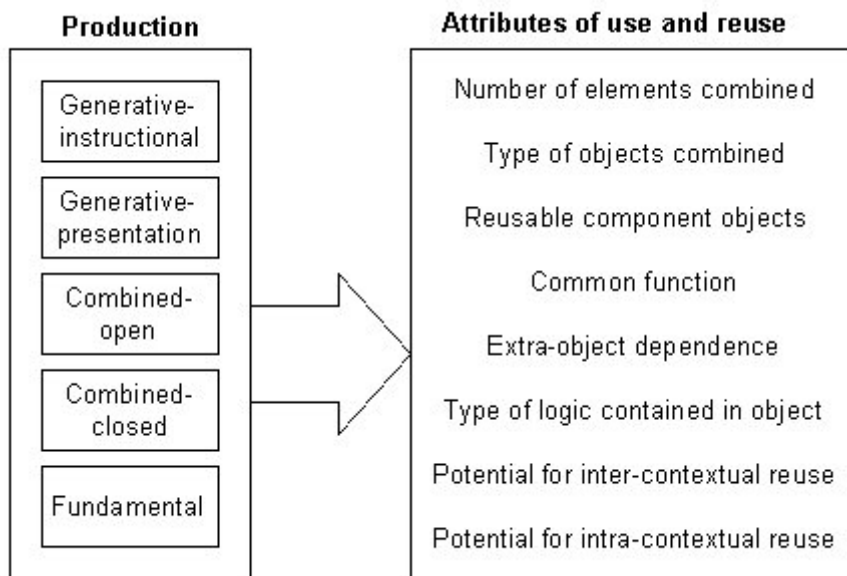 Production
Generative-
instructional
Generative-
presentation
Combined-
open
Combined-
closed
Fundamental
Attributes of use and reuse
Number of elements combined
Type of objects combined
Reusable component objects
Common function
Extra-object dependence
Type of logic contained in object
Potential for inter-contextual reuse
Potential for intra-contextual reuse